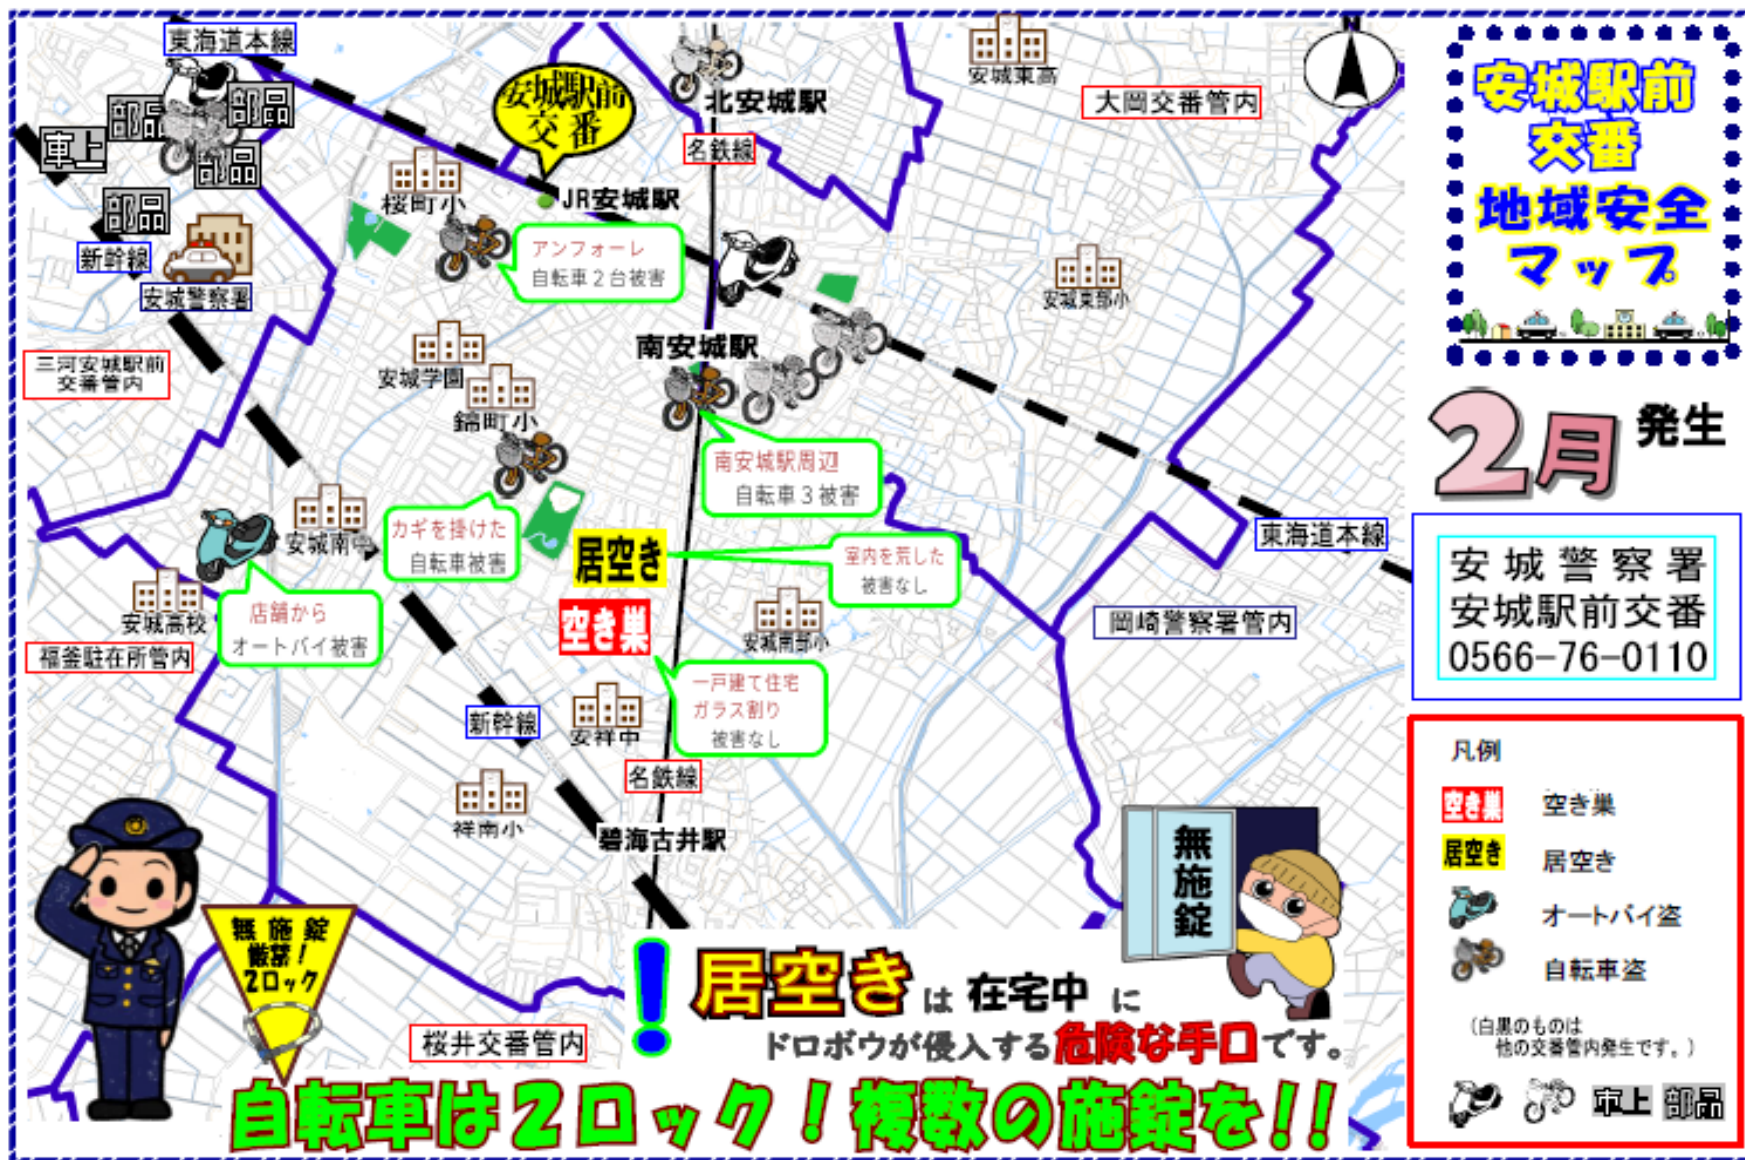 東海道本線
部品
部品
車上
部品
部品
新幹線
安城警察署
三河安城駅前
交番管内
安城駅前
交番
桜町小
JR安城駅
アンフォーレ
自転車2台被害
北安城駅
名鉄線
安城東高
大岡交番管内
N
安城東部小
南安城駅
安城学園
錦町小
南安城駅周辺
自転車3被害
安城南中
カギを掛けた
自転車被害
居空き
室内を荒した
被害なし
空き巣
一戸建て住宅
ガラス割り
被害なし
安城南部小
東海道本線
岡崎警察署管内
安城高校
店舗から
オートバイ被害
福釜駐在所管内
新幹線
安祥中
名鉄線
祥南小
碧海古井駅
桜井交番管内
無施錠
厳禁!
2ロック
無施錠
!
居空きは在宅中に
ドロボウが侵入する危険な手口です。
自転車は2ロック!複数の施錠を!!
安城駅前
交番
地域安全
マップ
2月発生
安城警察署
安城駅前交番
0566-76-0110
凡例
空き巣 空き巣
居空き 居空き
オートバイ盗
自転車盗
(白黒のものは
他の交番管内発生です。)
車上 部品